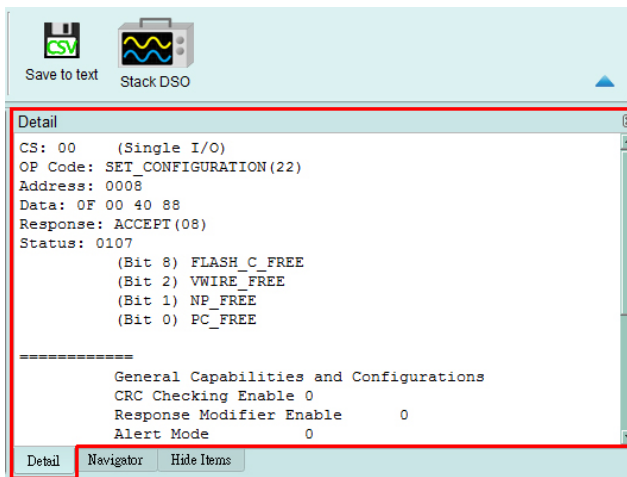 CSV
Save to text
Stack DSO
Detail
CS: 00 (Single I/O)
OP Code: SET_CONFIGURATION(22)
Address: 0008
Data: 0F 00 40 88
Response: ACCEPT(08)
Status: 0107
(Bit 8) FLASH_C_FREE
(Bit 2) VWIRE_FREE
(Bit 1) NP_FREE
(Bit 0) PC_FREE
============
General Capabilities and Configurations
CRC Checking Enable 0
Response Modifier Enable 0
Alert Mode 0
Detail Navigator Hide Items